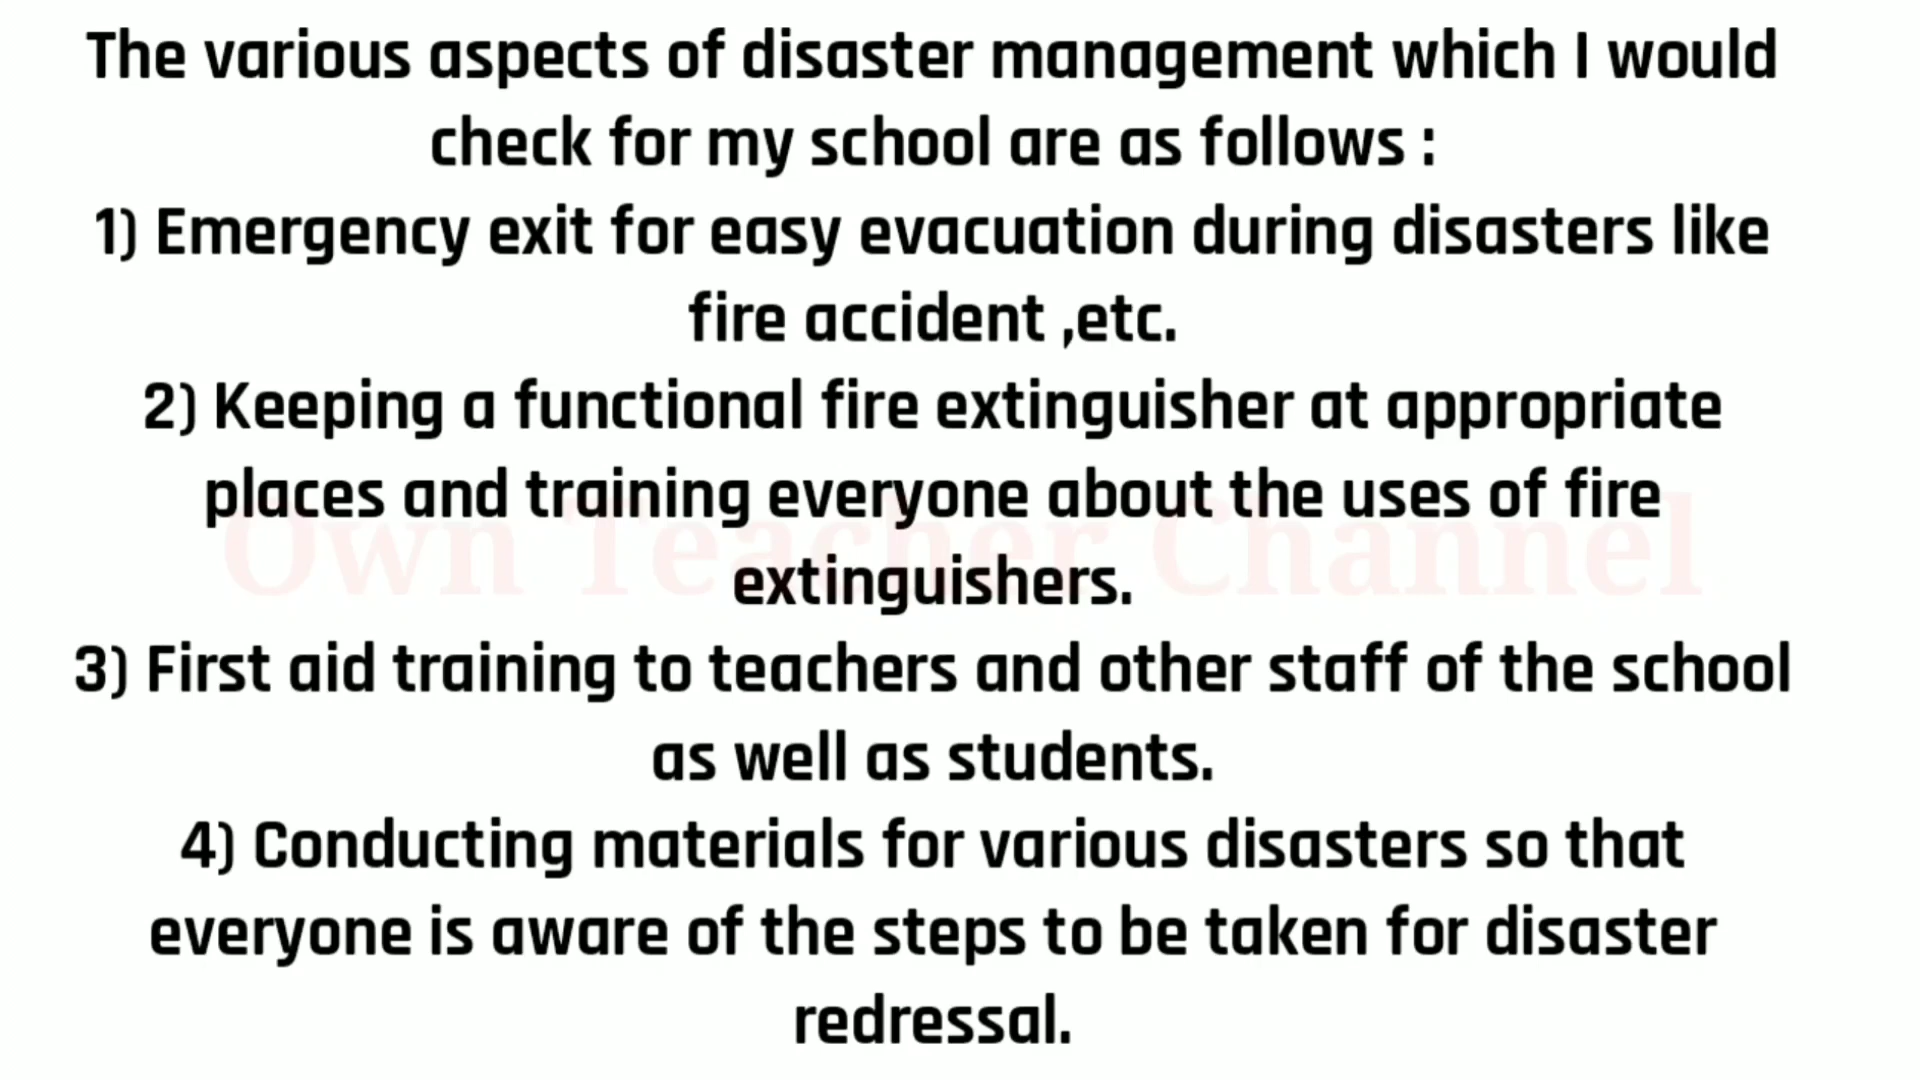 The various aspects of disaster management which I would
check for my school are as follows :
1) Emergency exit for easy evacuation during disasters like
fire accident ,etc.
2) Keeping a functional fire extinguisher at appropriate
places and training everyone about the uses of fire
Own Teacher Channel
extinguishers.
3) First aid training to teachers and other staff of the school
as well as students.
4) Conducting materials for various disasters so that
everyone is aware of the steps to be taken for disaster
redressal.